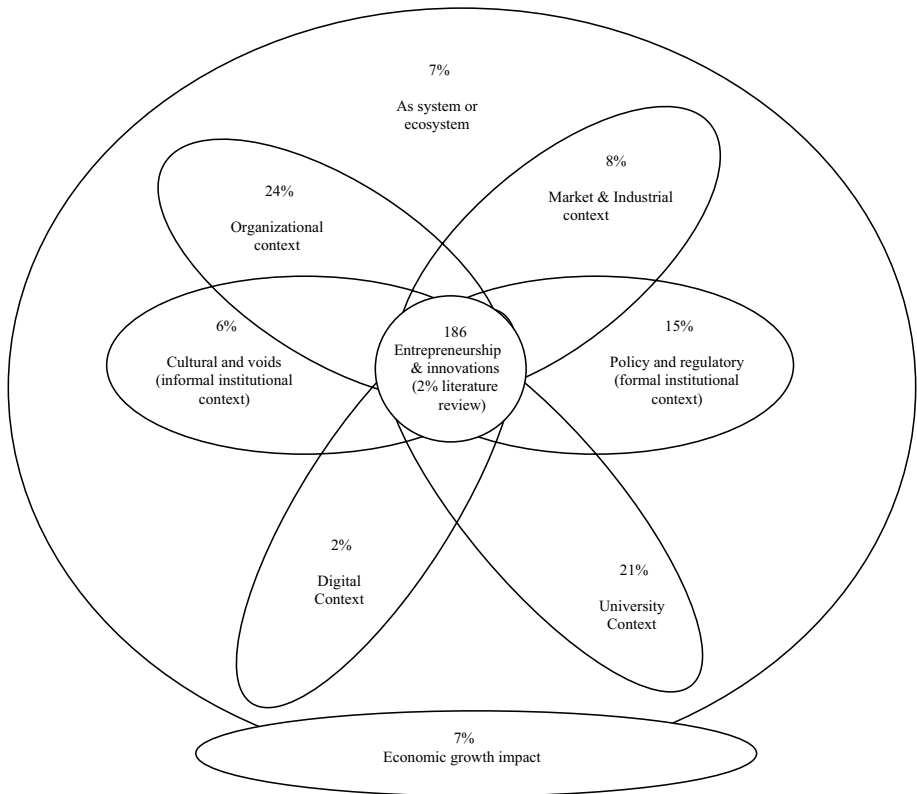 7%
As system or
ecosystem
24%
Organizational
context
8%
Market & Industrial
context
6%
Cultural and voids
(informal institutional
context)
186
Entrepreneurship
& innovations
(2% literature
review)
15%
Policy and regulatory
(formal institutional
context)
2%
Digital
Context
21%
University
Context
7%
Economic growth impact